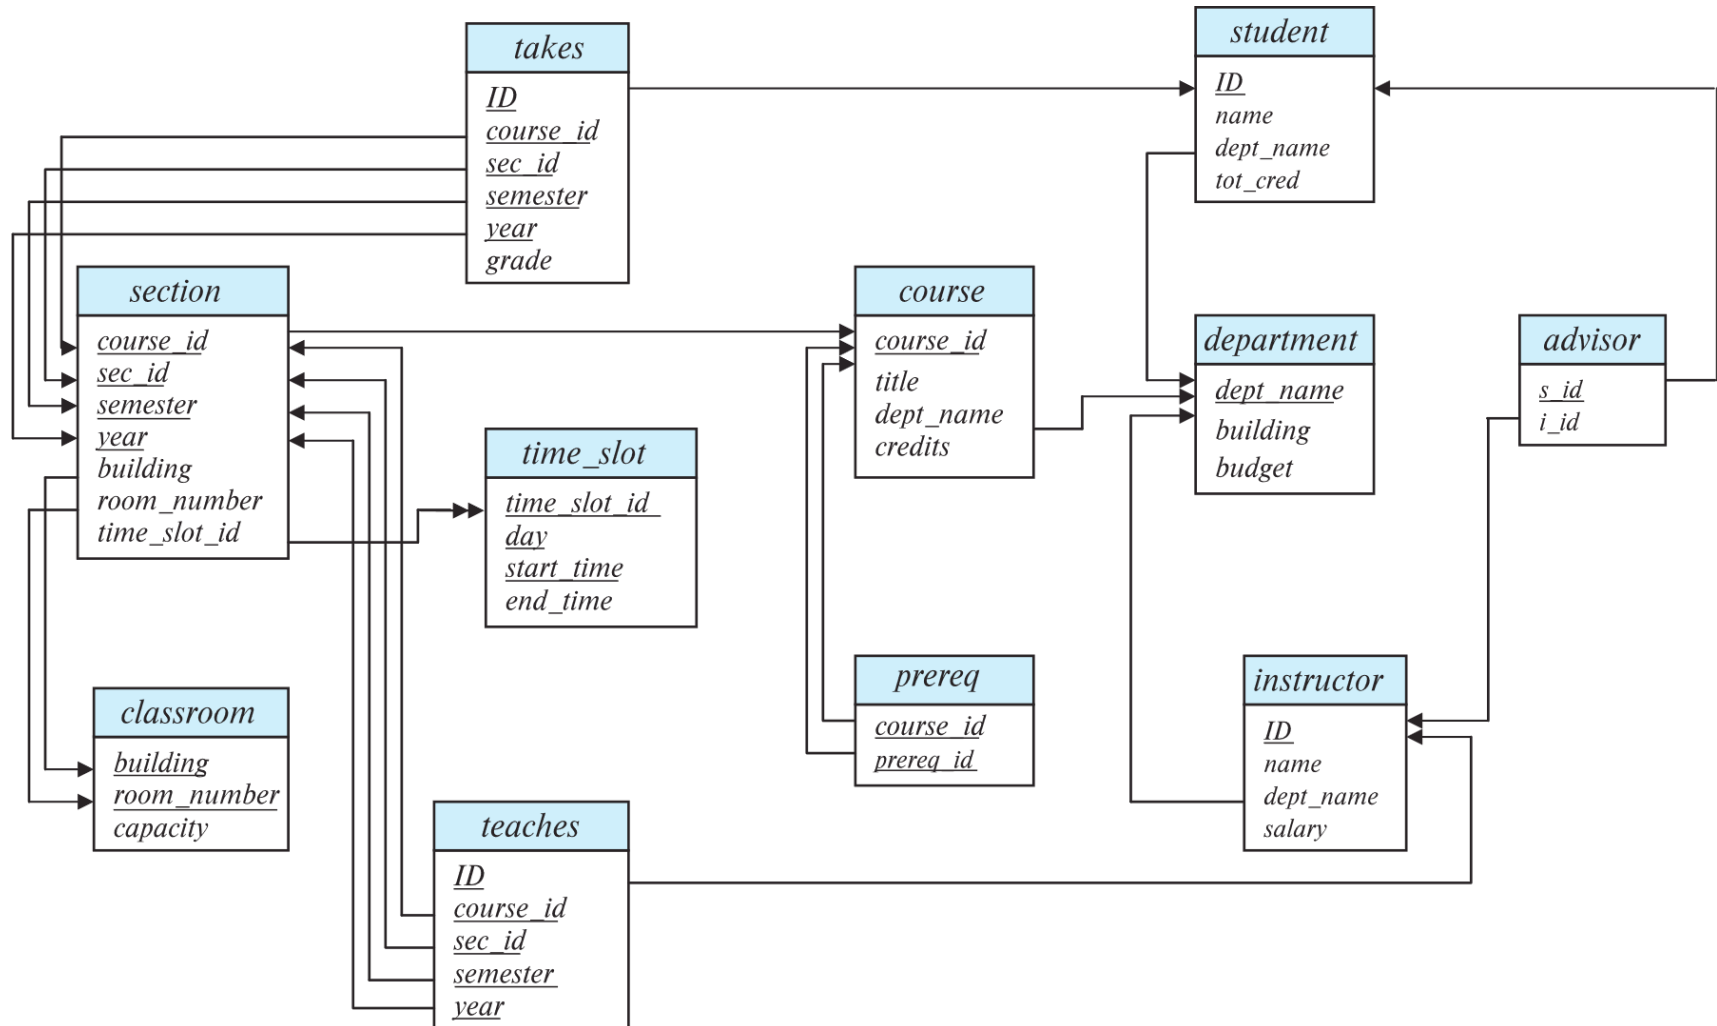 takes
ID
course_id
sec_id
semester
year
grade
student
ID
name
dept_name
tot_cred
section
course_id
sec_id
semester
year
building
room_number
time_slot_id
course
course_id
title
dept_name
credits
department
dept_name
building
budget
advisor
s_id
i_id
time_slot
time_slot_id
day
start_time
end_time
prereq
course_id
prereq_id
instructor
ID
name
dept_name
salary
classroom
building
room_number
capacity
teaches
ID
course_id
sec_id
semester
year